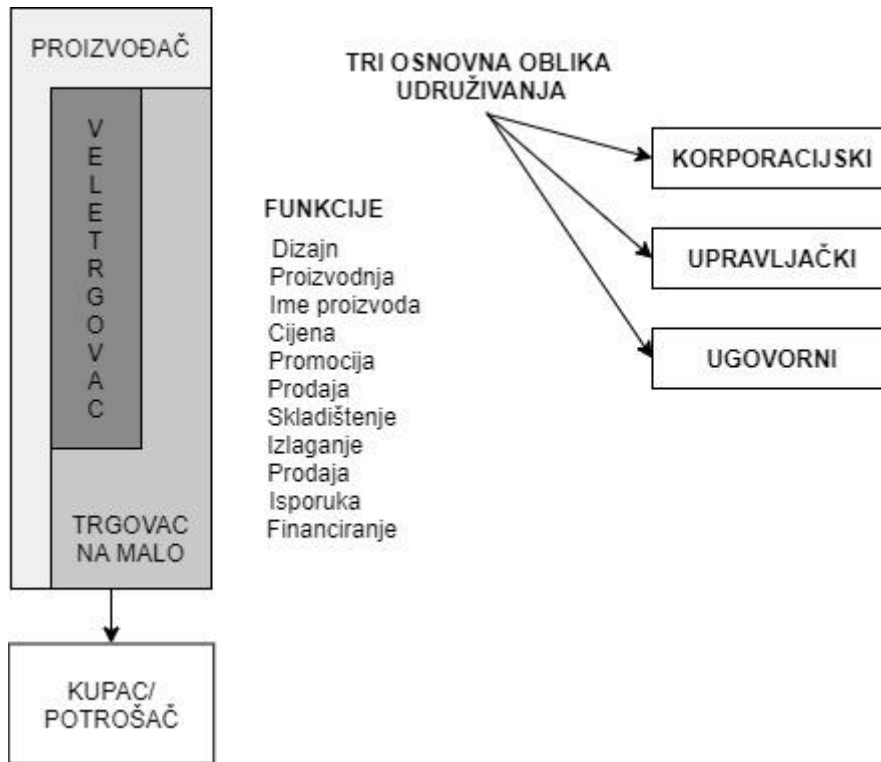 PROIZVOĐAČ
VELETRGOVAC
TRGOVAC
NA MALO
KUPAC/
POTROŠAČ
FUNKCIJE
Dizajn
Proizvodnja
Ime proizvoda
Cijena
Promocija
Prodaja
Skladištenje
Izlaganje
Prodaja
Isporuka
Financiranje
TRI OSNOVNA OBLIKA
UDRUŽIVANJA
KORPORACIJSKI
UPRAVLJAČKI
UGOVORNI